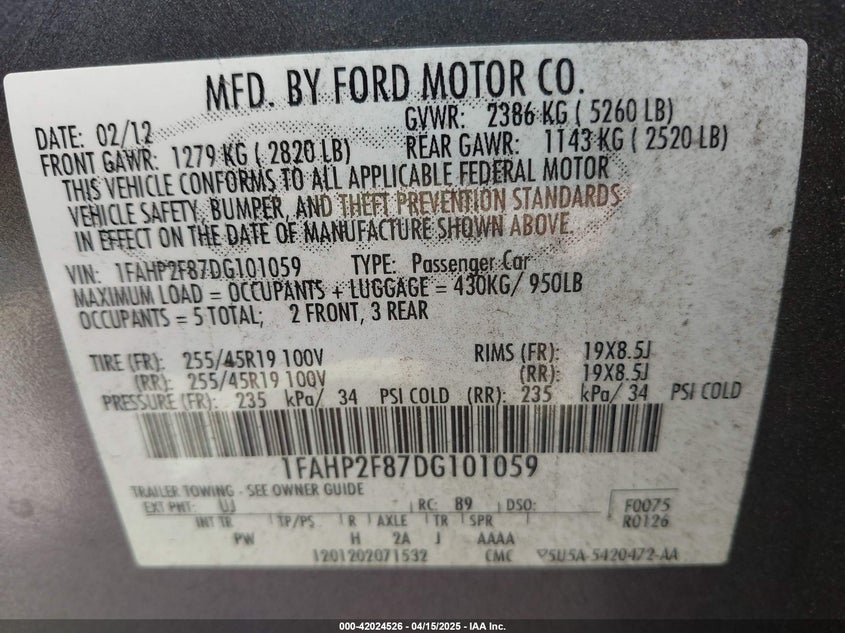 MFD. BY FORD MOTOR CO.
DATE: 02/12 GVWR: 2386 KG ( 5260 LB)
FRONT GAWR: 1279 KG ( 2820 LB) REAR GAWR: 1143 KG ( 2520 LB)
THIS VEHICLE CONFORMS TO ALL APPLICABLE FEDERAL MOTOR
VEHICLE SAFETY, BUMPER, AND THEFT PREVENTION STANDARDS
IN EFFECT ON THE DATE OF MANUFACTURE SHOWN ABOVE.
VIN: 1FAHP2F87DG101059 TYPE: Passenger Car
MAXIMUM LOAD = OCCUPANTS + LUGGAGE = 430KG/ 950LB
OCCUPANTS = 5 TOTAL; 2 FRONT, 3 REAR
TIRE (FR): 255/45R19 100V RIMS (FR): 19X8.5J
(RR): 255/45R19 100V (RR): 19X8.5J
PRESSURE (FR): 235 kPa/ 34 PSI COLD (RR): 235 kPa/ 34 PSI COLD
1FAHP2F87DG101059
TRAILER TOWING - SEE OWNER GUIDE
EXT PNT: UJ RC: B9 DSO: F0075
INT TR TP/PS R AXLE TR SPR R0126
PW H 2A J AAAA
1201202071532 CMC 5U5A-5420472-AA
000-42024526 - 04/15/2025 - IAA Inc.